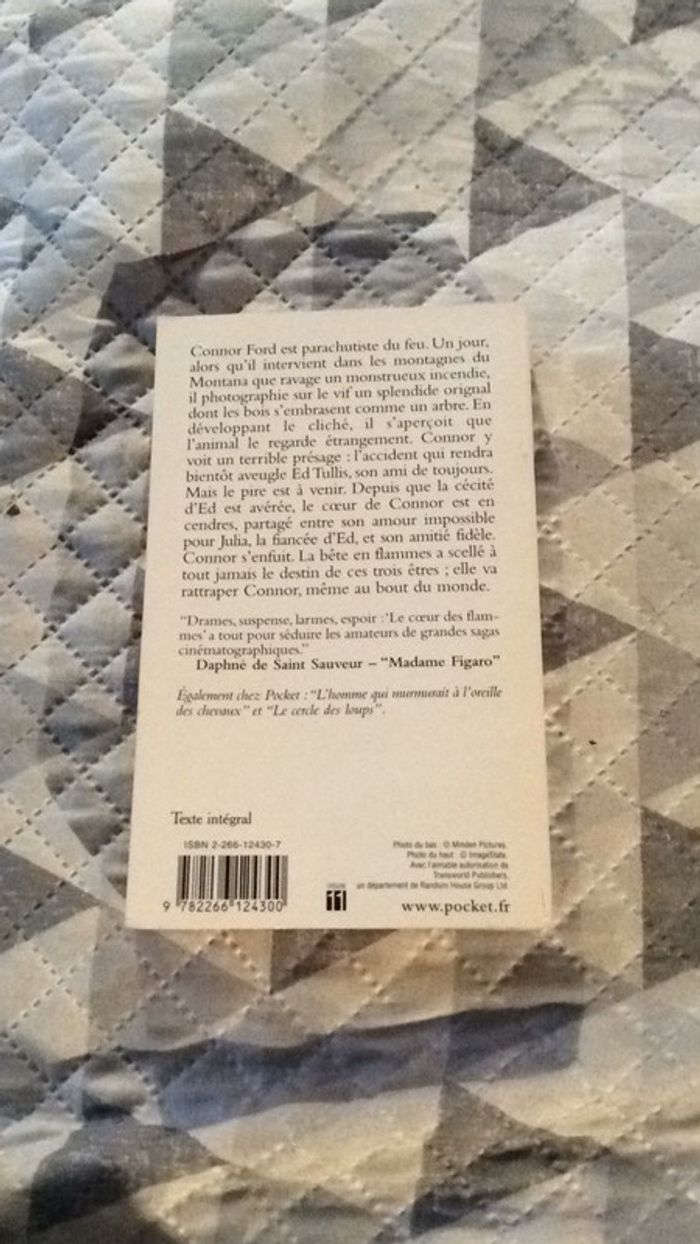 Connor Ford est parachutiste du feu. Un jour,
alors qu'il intervient dans les montagnes du
Montana que ravage un monstrueux incendie,
il photographie sur le vif un splendide orignal
dont les bois s'embrasent comme un arbre. En
développant le cliché, il s'aperçoit que
l'animal le regarde étrangement. Connor y
voit un terrible présage : l'accident qui rendra
bientôt aveugle Ed Tullis, son ami de toujours.
Mais le pire est à venir. Depuis que la cécité
d'Ed est avérée, le cœur de Connor est en
cendres, partagé entre son amour impossible
pour Julia, la fiancée d'Ed, et son amitié fidèle.
Connor s'enfuit. La bête en flammes a scellé à
tout jamais le destin de ces trois êtres ; elle va
rattraper Connor, même au bout du monde.
"Drames, suspense, larmes, espoir : 'Le cœur des flam-
mes' a tout pour séduire les amateurs de grandes sagas
cinématographiques."
Daphné de Saint Sauveur – "Madame Figaro"
Également chez Pocket : "L'homme qui murmurait à l'oreille
des chevaux" et "Le cercle des loups".
Texte intégral
ISBN 2-266-12430-7
9 782266 124300
Photo du bas : © Minden Pictures.
Photo du haut : © ImageState.
Avec l'aimable autorisation de
Transworld Publishers,
un département de Random House Group Ltd.
www.pocket.fr